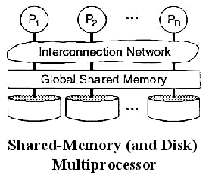 P1 P2 ... Pn
Interconnection Network
Global Shared Memory
...
Shared-Memory (and Disk)
Multiprocessor